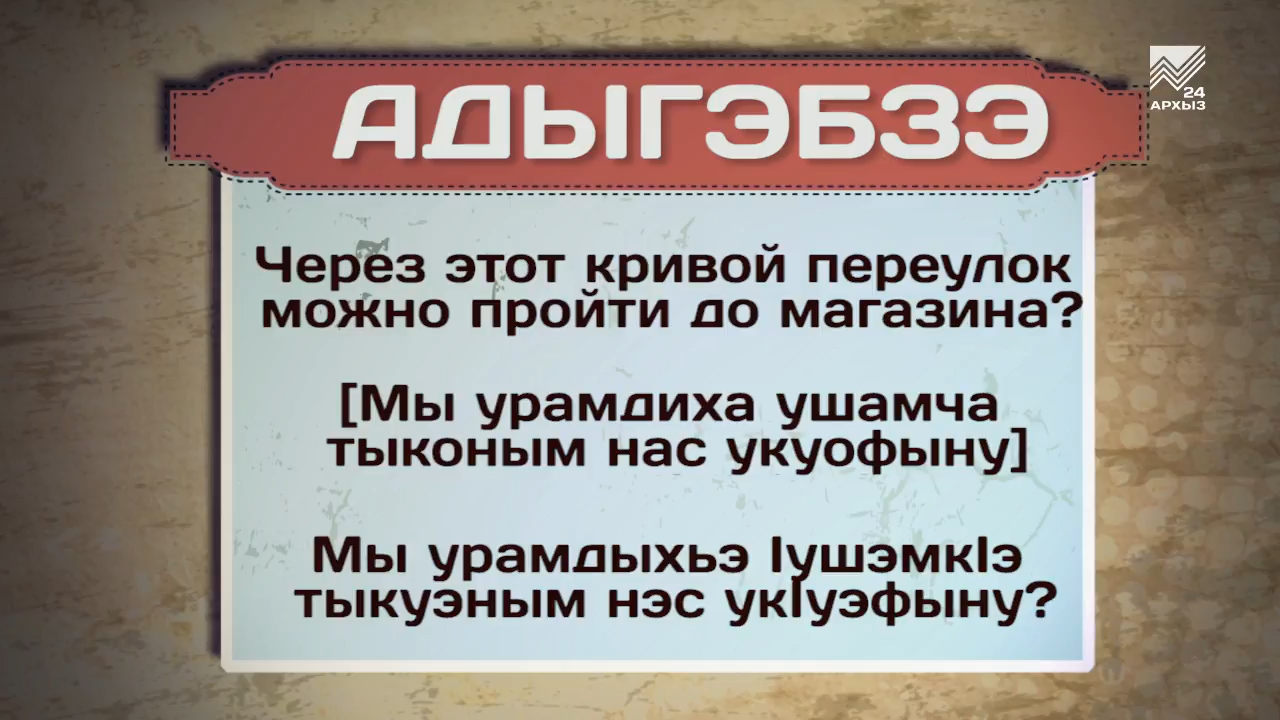 АДЫГЭБЗЭ
24
АРХЫЗ
Через этот кривой переулок
можно пройти до магазина?
[Мы урамдиха ушамча
тыконым нас укуофыну]
Мы урамдыхьэ IушэмкIэ
тыкуэным нэс укIуэфыну?